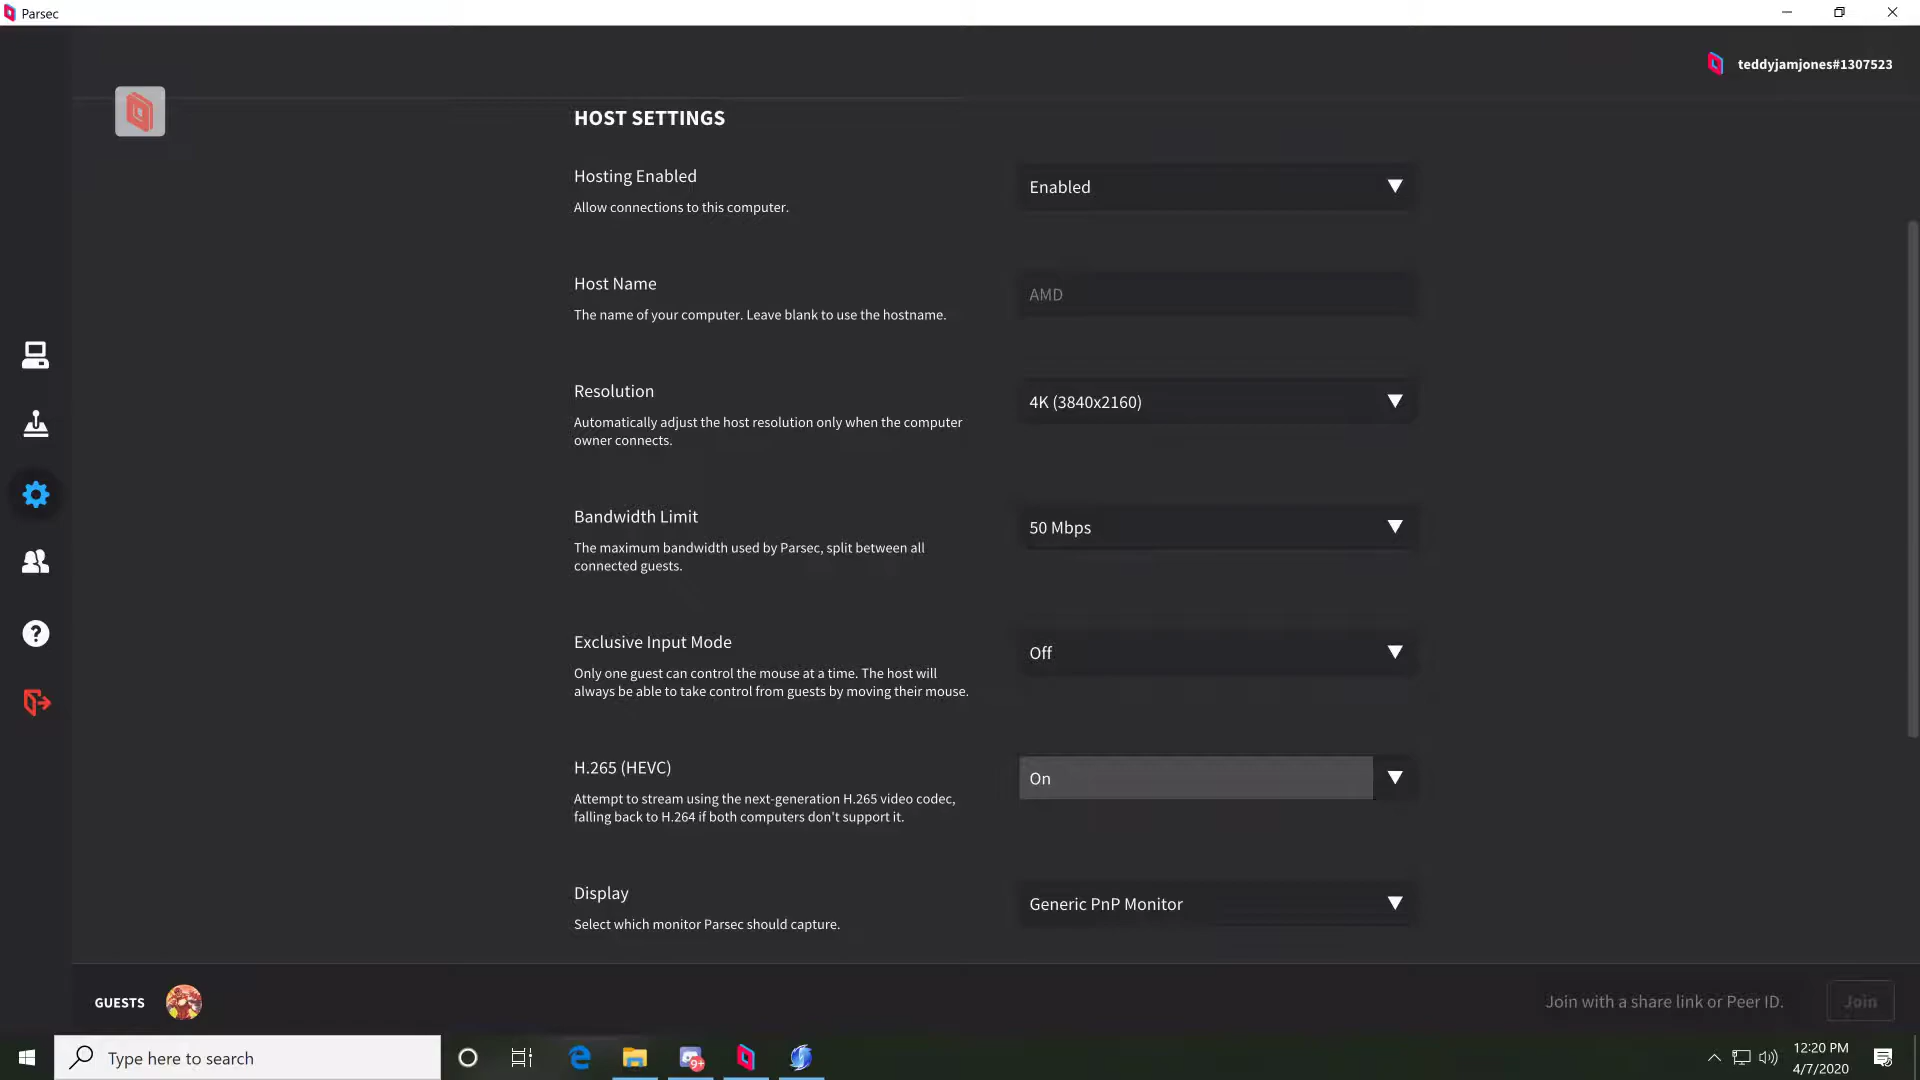 Parsec
teddyjamjones#1307523
HOST SETTINGS
Hosting Enabled
Allow connections to this computer.
Enabled
Host Name
The name of your computer. Leave blank to use the hostname.
AMD
Resolution
Automatically adjust the host resolution only when the computer
owner connects.
4K (3840x2160)
Bandwidth Limit
The maximum bandwidth used by Parsec, split between all
connected guests.
50 Mbps
Exclusive Input Mode
Only one guest can control the mouse at a time. The host will
always be able to take control from guests by moving their mouse.
Off
H.265 (HEVC)
Attempt to stream using the next-generation H.265 video codec,
falling back to H.264 if both computers don't support it.
On
Display
Select which monitor Parsec should capture.
Generic PnP Monitor
GUESTS
Join with a share link or Peer ID.
Join
Type here to search
9+
12:20 PM
4/7/2020